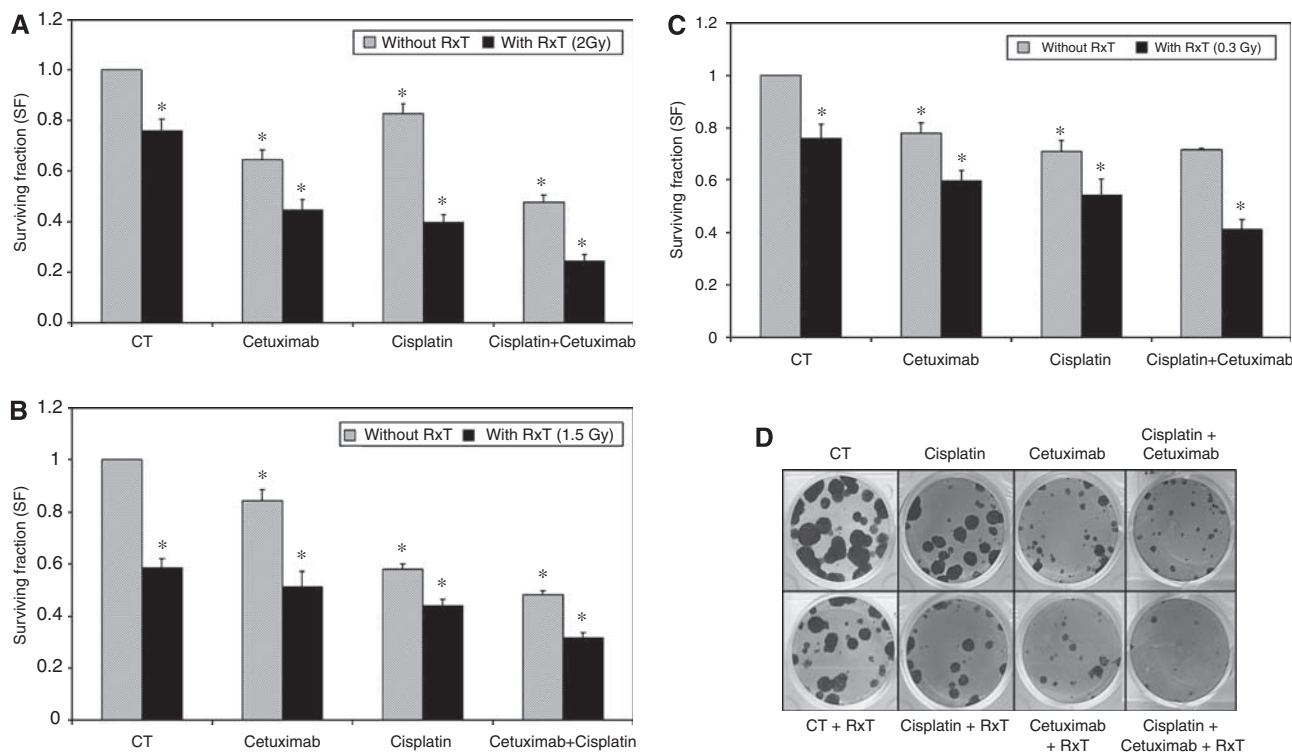 A
1.2
1.0
0.8
0.6
0.4
0.2
0.0
Surviving fraction (SF)
Without RxT With RxT (2Gy)
*
*
*
*
*
*
*
CT Cetuximab Cisplatin Cisplatin+Cetuximab
B
1.2
1
0.8
0.6
0.4
0.2
0
Surviving fraction (SF)
Without RxT With RxT (1.5 Gy)
*
*
*
*
*
*
*
CT Cetuximab Cisplatin Cetuximab+Cisplatin
C
1.2
1
0.8
0.6
0.4
0.2
0
Surviving fraction (SF)
Without RxT With RxT (0.3 Gy)
*
*
*
*
*
*
CT Cetuximab Cisplatin Cisplatin+Cetuximab
D
CT Cisplatin Cetuximab Cisplatin +
Cetuximab
CT + RxT Cisplatin + RxT Cetuximab Cisplatin +
+ RxT Cetuximab + RxT